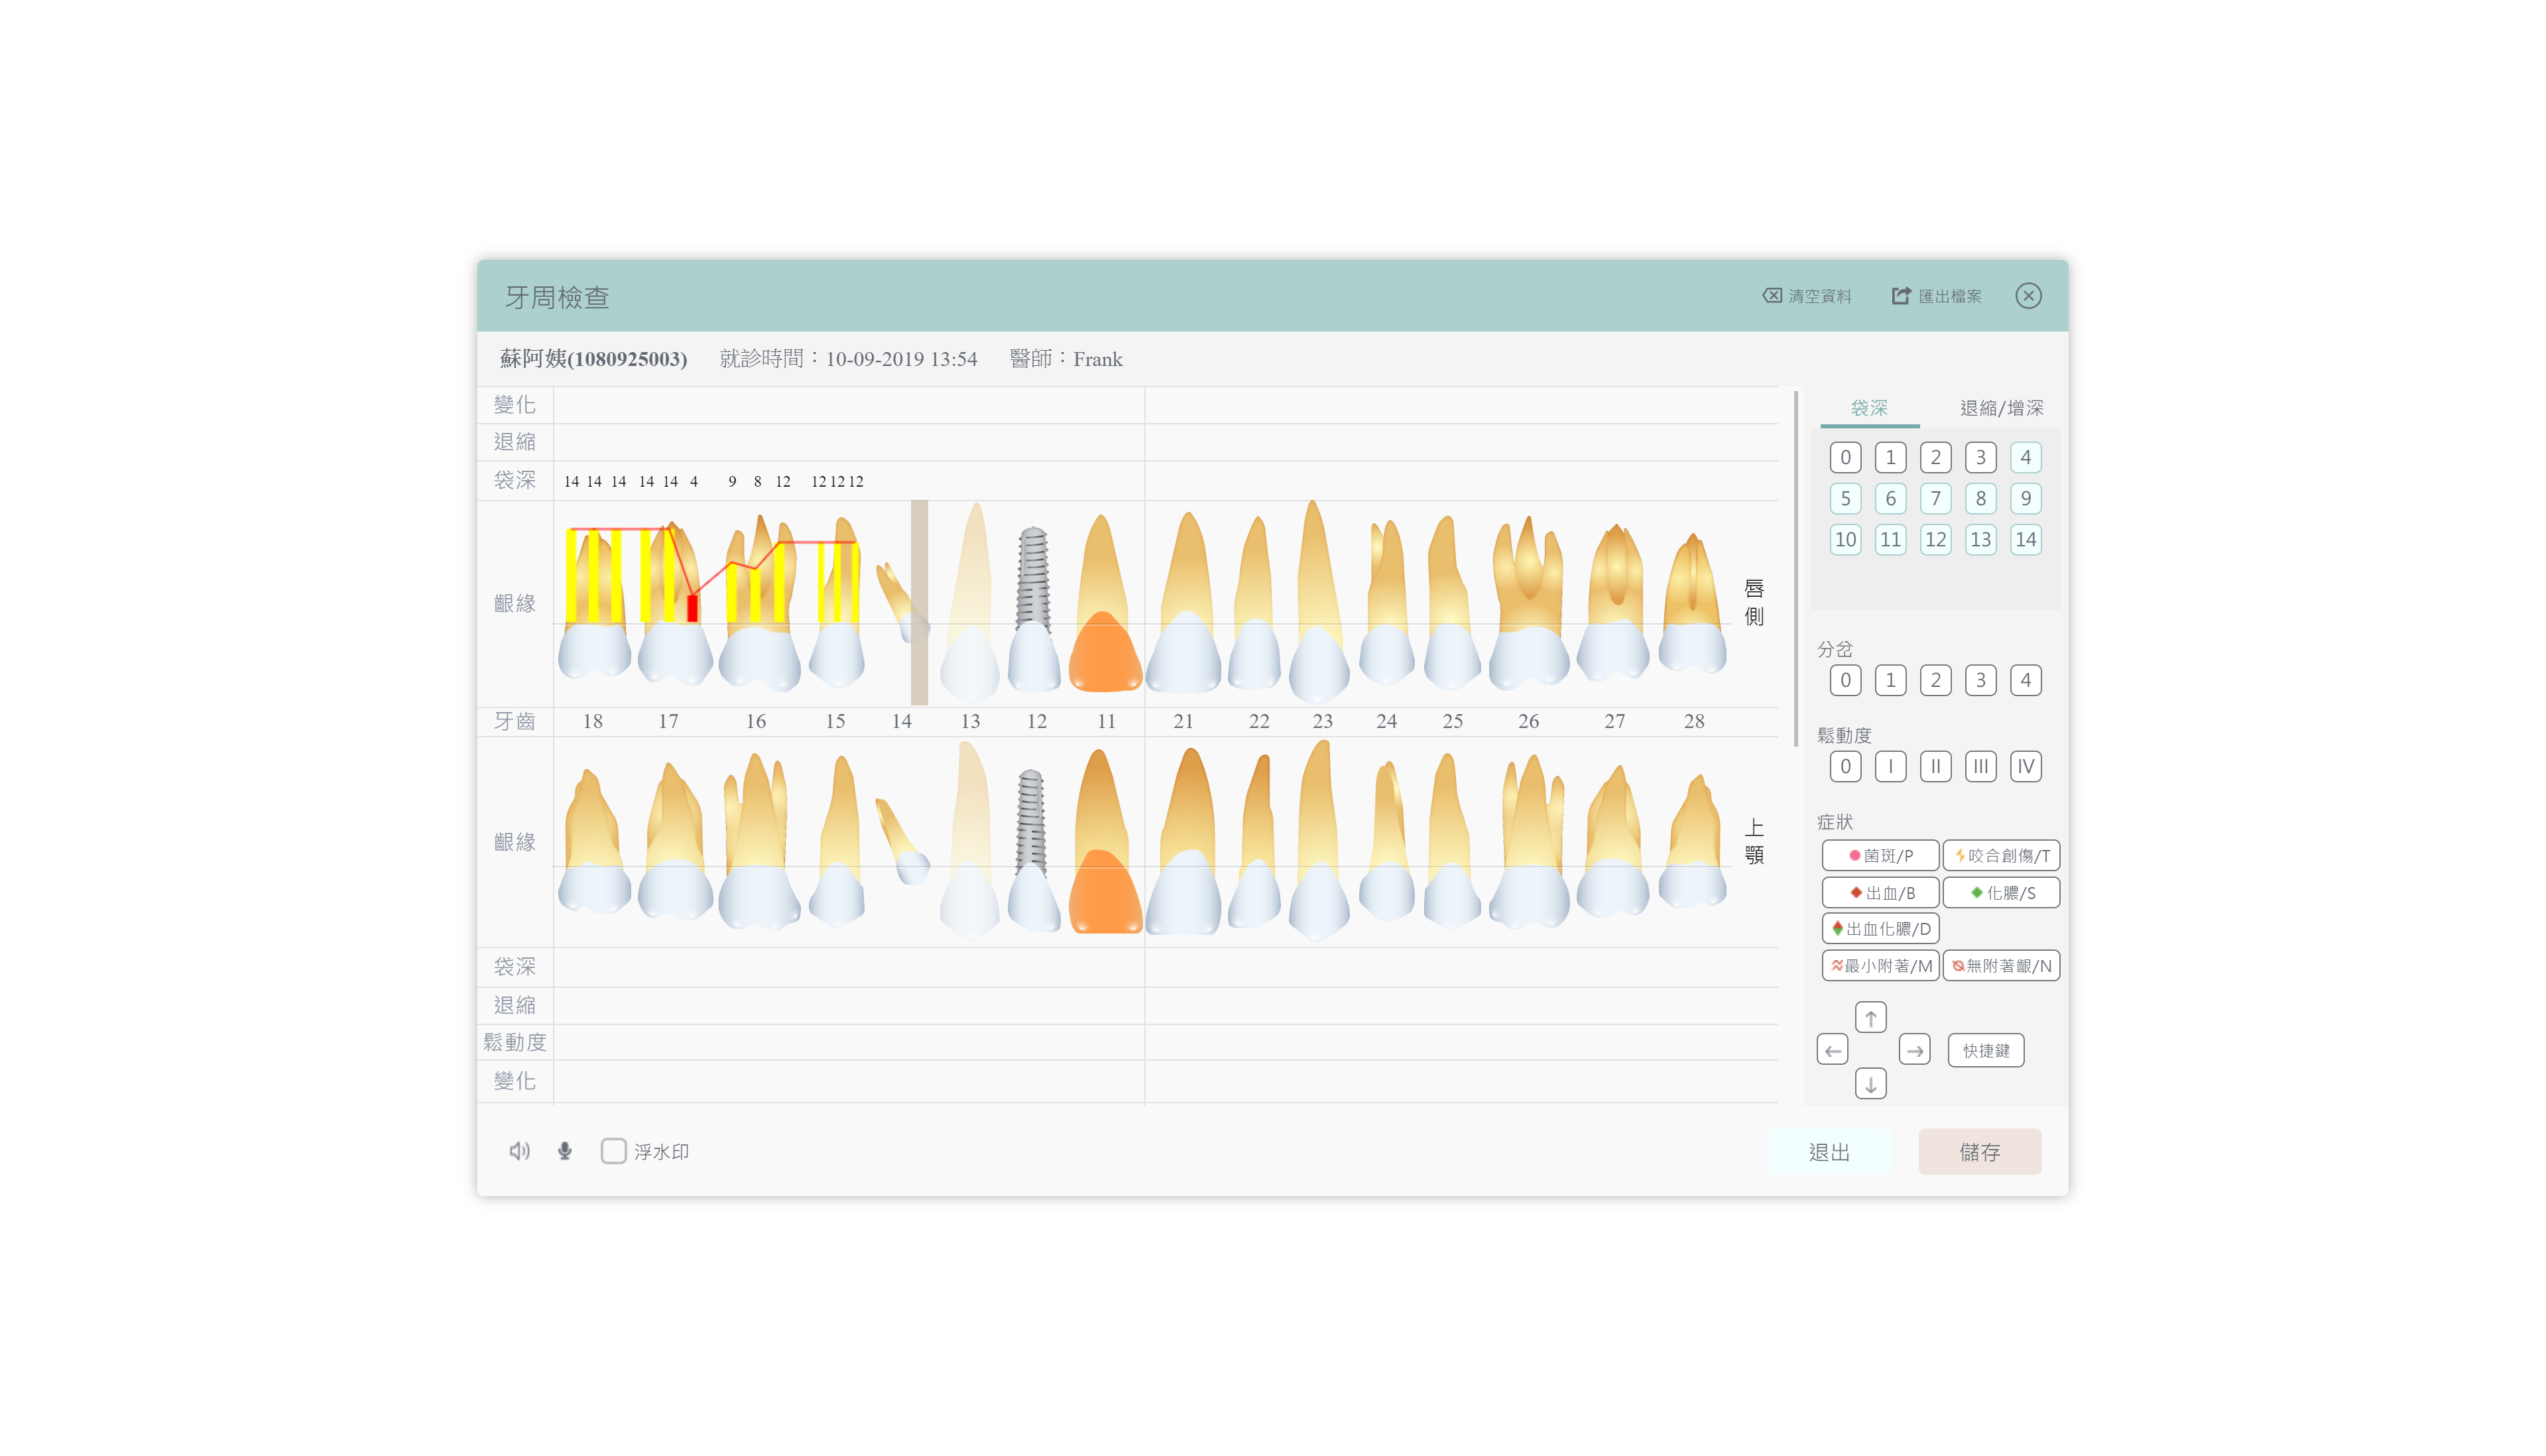 牙周檢查 清空資料 匯出檔案
蘇阿姨(1080925003) 就診時間：10-09-2019 13:54 醫師：Frank
變化
退縮
袋深 14 14 14 14 14 4 9 8 12 12 12 12
齦緣 唇側
牙齒 18 17 16 15 14 13 12 11 21 22 23 24 25 26 27 28
齦緣 上顎
袋深
退縮
鬆動度
變化
袋深 退縮/增深
0 1 2 3 4
5 6 7 8 9
10 11 12 13 14
分岔
0 1 2 3 4
鬆動度
0 I II III IV
症狀
菌斑/P 咬合創傷/T
出血/B 化膿/S
出血化膿/D
最小附著/M 無附著齦/N
快捷鍵
浮水印 退出 儲存